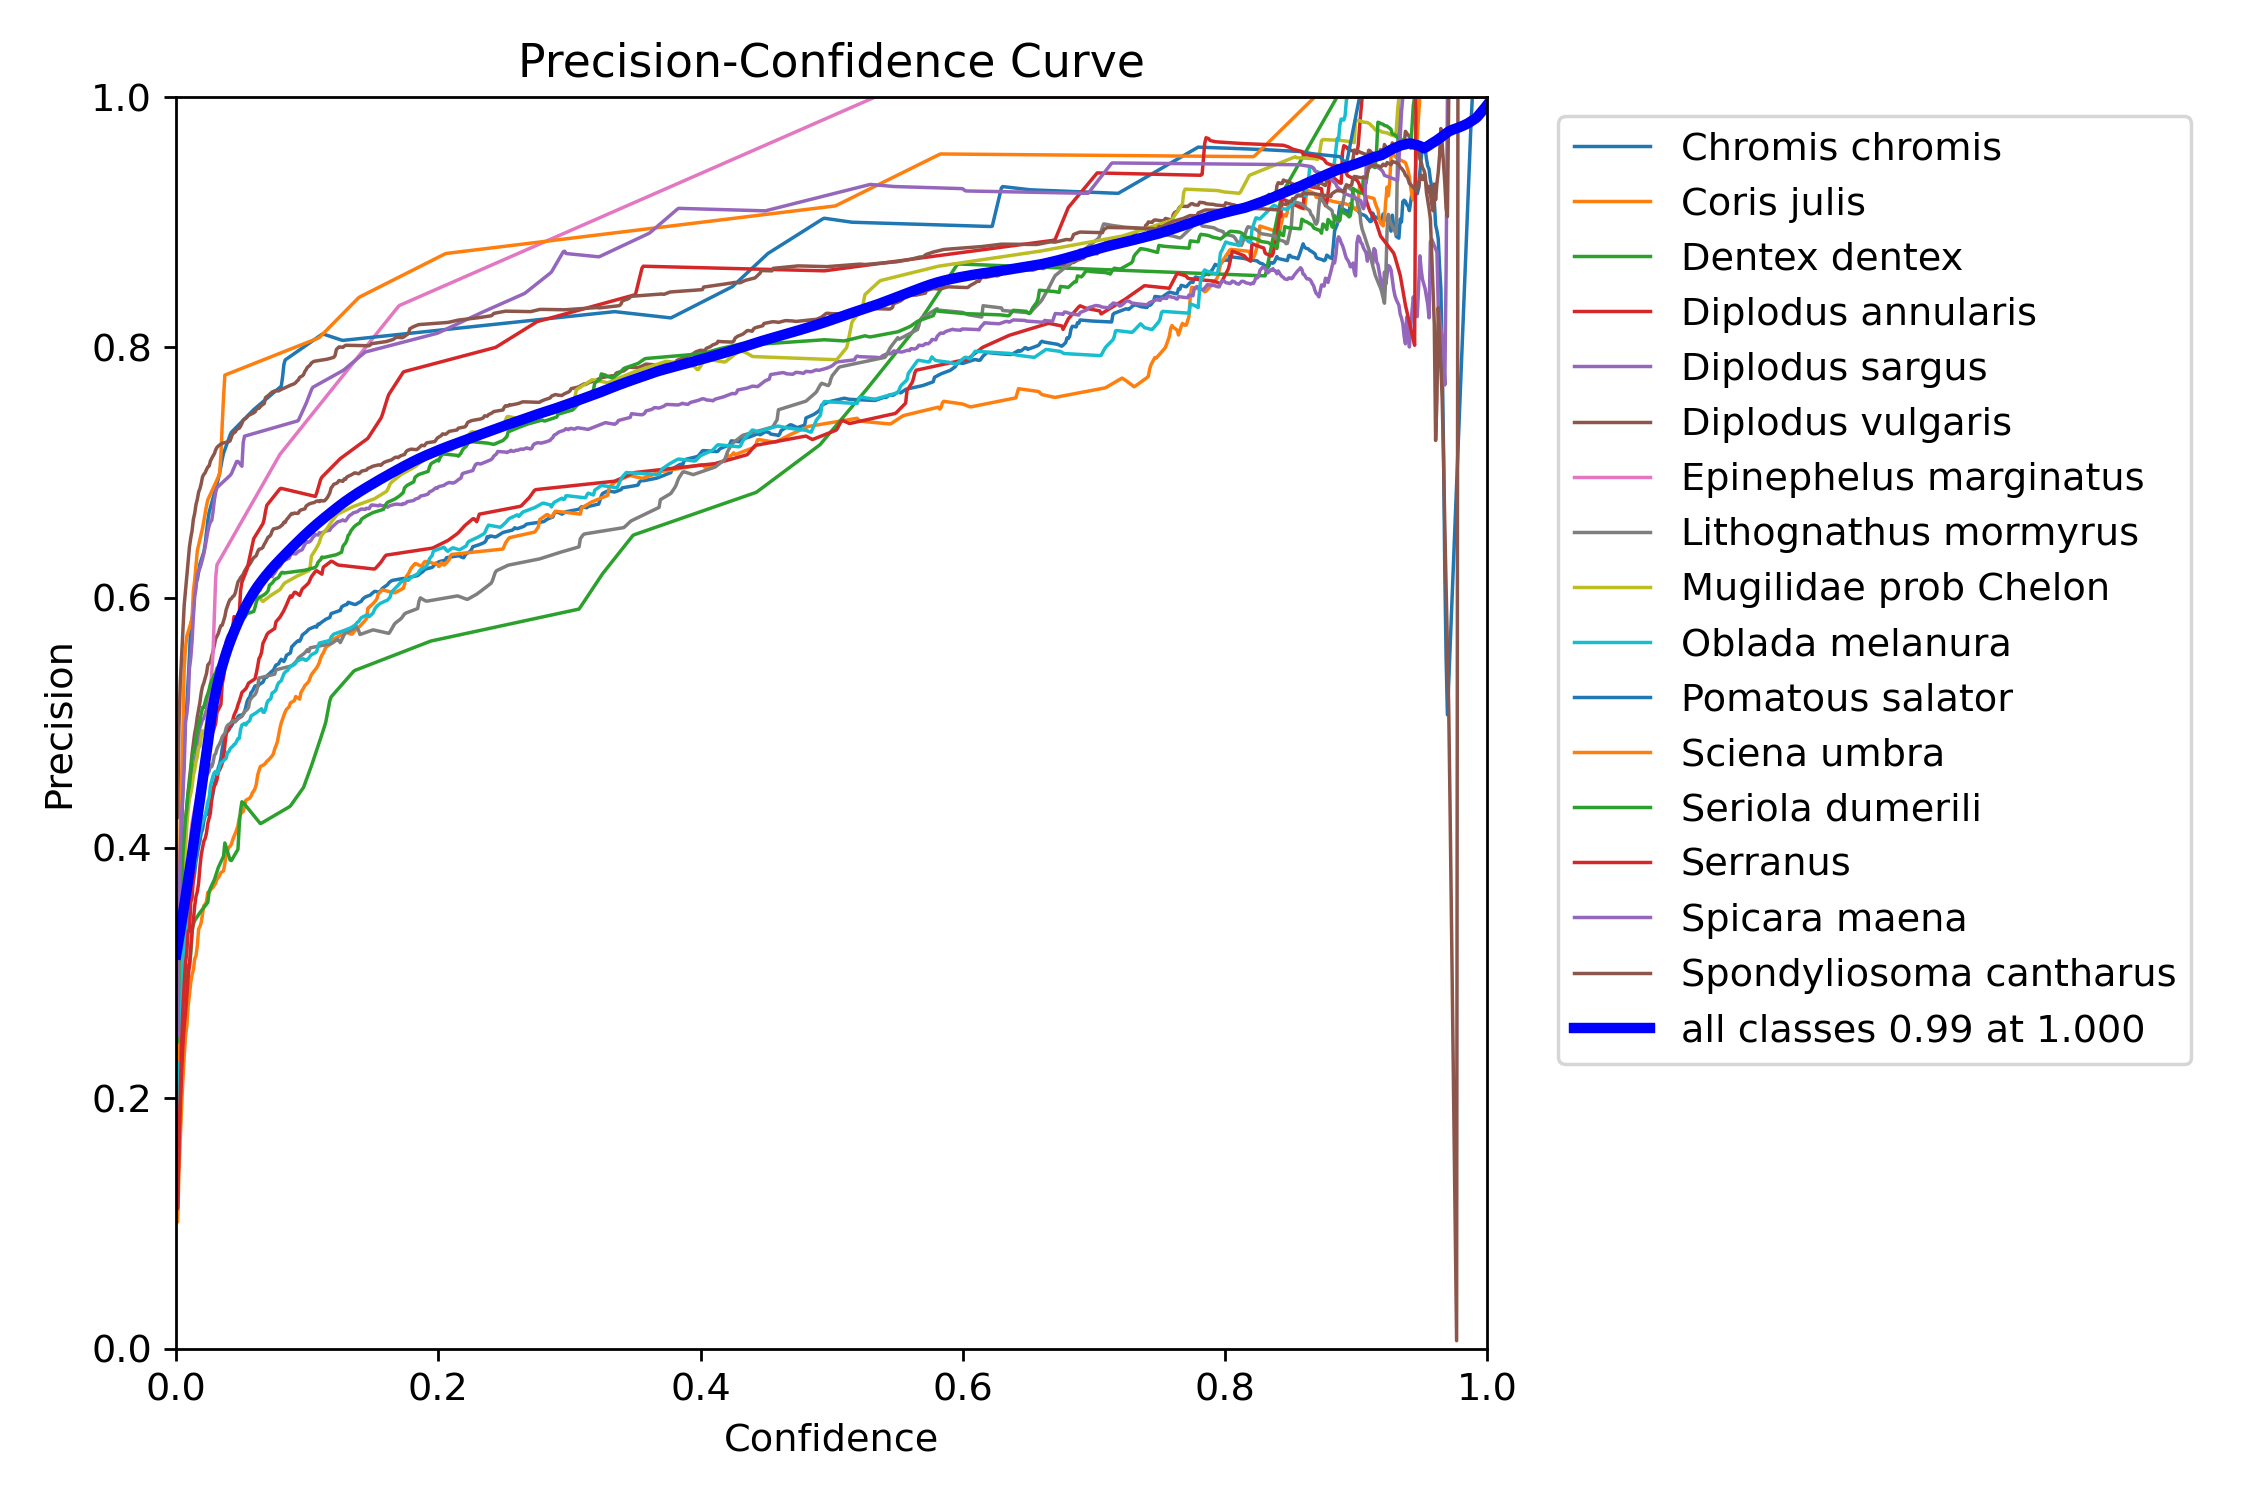 Precision-Confidence Curve
1.0
0.8
0.6
0.4
0.2
0.0
Precision
0.0 0.2 0.4 0.6 0.8 1.0
Confidence
Chromis chromis
Coris julis
Dentex dentex
Diplodus annularis
Diplodus sargus
Diplodus vulgaris
Epinephelus marginatus
Lithognathus mormyrus
Mugilidae prob Chelon
Oblada melanura
Pomatous salator
Sciena umbra
Seriola dumerili
Serranus
Spicara maena
Spondyliosoma cantharus
all classes 0.99 at 1.000